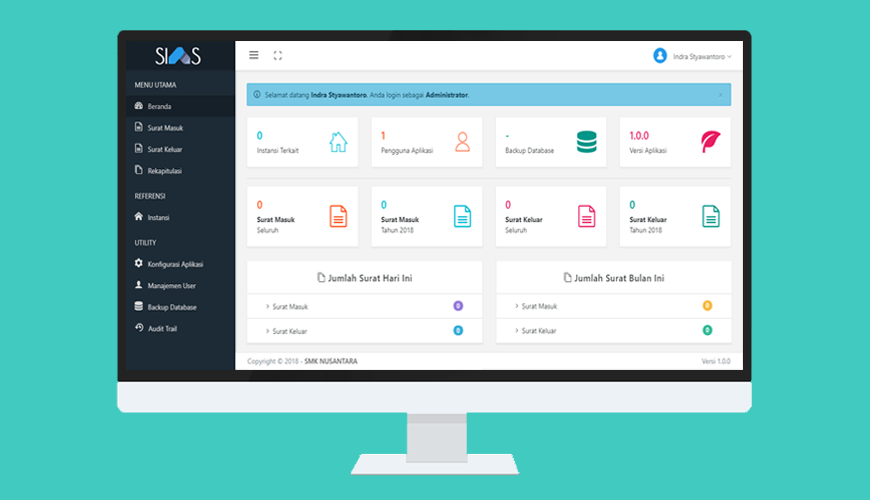 SIAS
Indra Styawantoro
MENU UTAMA
Beranda
Surat Masuk
Surat Keluar
Rekapitulasi
REFERENSI
Instansi
UTILITY
Konfigurasi Aplikasi
Manajemen User
Backup Database
Audit Trail
Selamat datang Indra Styawantoro. Anda login sebagai Administrator.
×
0
Instansi Terkait
1
Pengguna Aplikasi
-
Backup Database
1.0.0
Versi Aplikasi
0
Surat Masuk
Seluruh
0
Surat Masuk
Tahun 2018
0
Surat Keluar
Seluruh
0
Surat Keluar
Tahun 2018
Jumlah Surat Hari Ini
Surat Masuk 0
Surat Keluar 0
Jumlah Surat Bulan Ini
Surat Masuk 0
Surat Keluar 0
Copyright © 2018 - SMK NUSANTARA
Versi 1.0.0